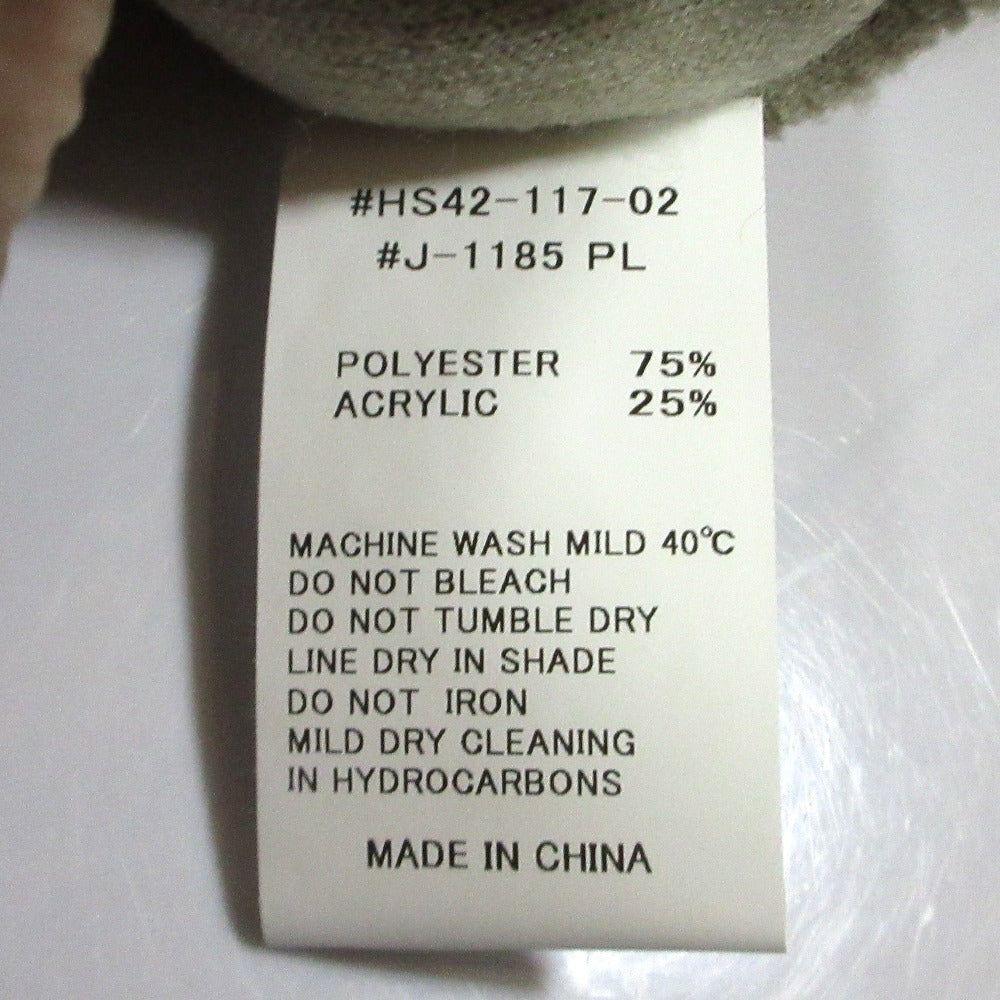 #HS42-117-02
#J-1185 PL
POLYESTER 75%
ACRYLIC 25%
MACHINE WASH MILD 40℃
DO NOT BLEACH
DO NOT TUMBLE DRY
LINE DRY IN SHADE
DO NOT IRON
MILD DRY CLEANING
IN HYDROCARBONS
MADE IN CHINA